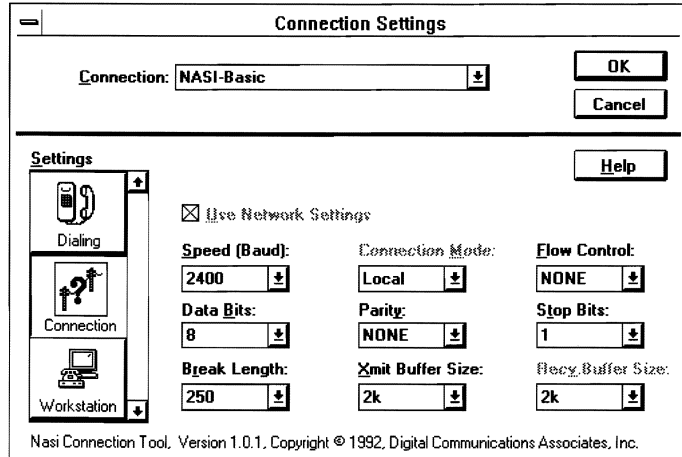 Connection Settings
Connection: NASI-Basic
OK
Cancel
Settings
Help
Dialing
Connection
Workstation
Use Network Settings
Speed (Baud): Connection Mode: Flow Control:
2400 Local NONE
Data Bits: Parity: Stop Bits:
8 NONE 1
Break Length: Xmit Buffer Size: Recv Buffer Size:
250 2k 2k
Nasi Connection Tool, Version 1.0.1, Copyright © 1992, Digital Communications Associates, Inc.